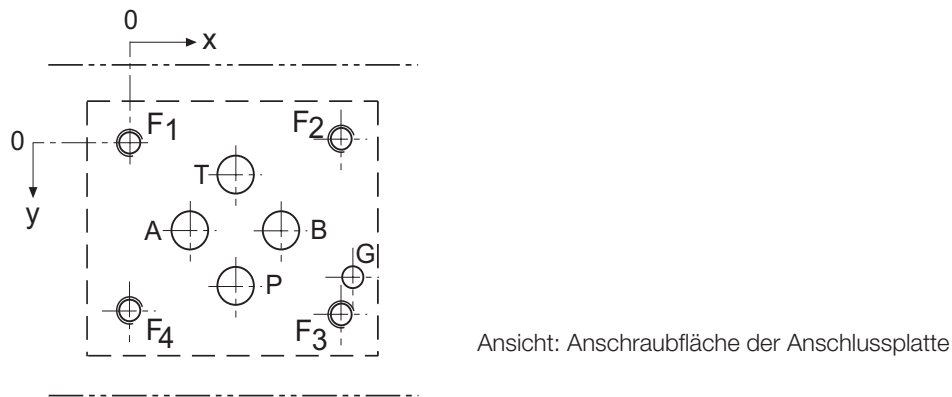 0
x
0
F1
F2
T
y
A
B
G
P
F4
F3
Ansicht: Anschraubfläche der Anschlussplatte